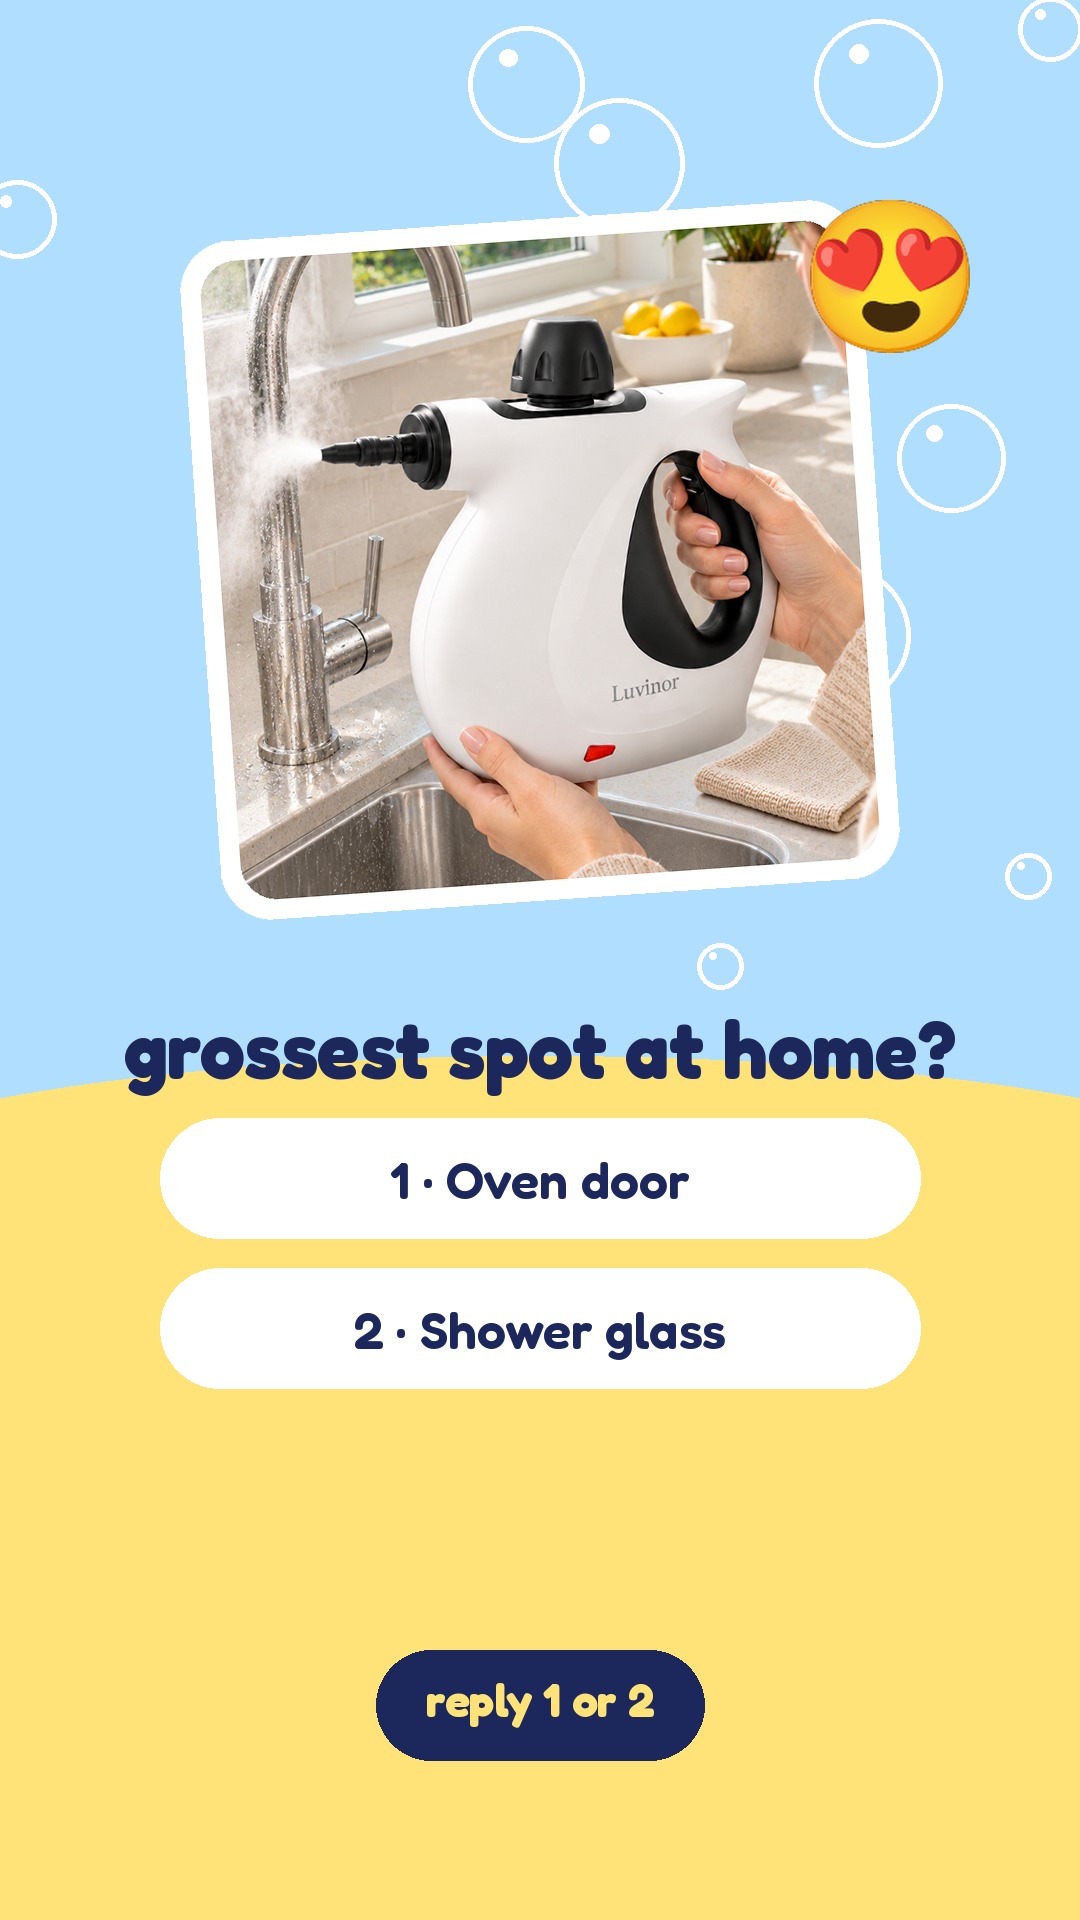 Luvinor
grossest spot at home?
1 · Oven door
2 · Shower glass
reply 1 or 2